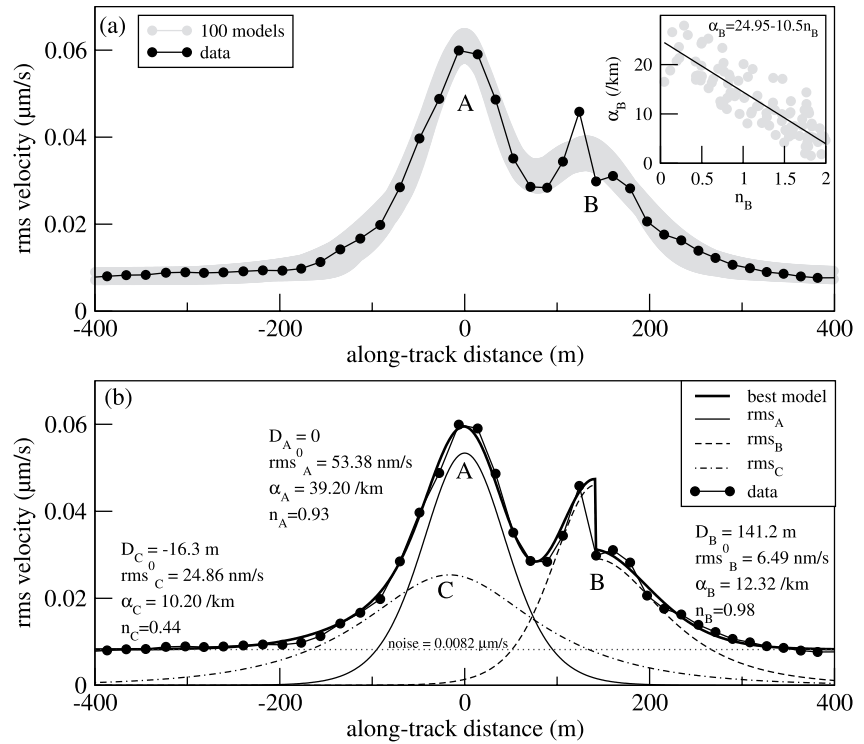 (a)
100 models
data
α_B=24.95-10.5n_B
20
10
0
α_B (/km)
0 0.5 1 1.5 2
n_B
A
B
0.06
0.04
0.02
0
rms velocity (μm/s)
-400 -200 0 200 400
along-track distance (m)
(b)
best model
rms_A
rms_B
rms_C
data
D_A = 0
rms^0_A = 53.38 nm/s
α_A = 39.20 /km
n_A=0.93
D_C = -16.3 m
rms^0_C = 24.86 nm/s
α_C = 10.20 /km
n_C=0.44
D_B = 141.2 m
rms^0_B = 6.49 nm/s
α_B = 12.32 /km
n_B=0.98
A
C
B
noise = 0.0082 μm/s
0.06
0.04
0.02
0
rms velocity (μm/s)
-400 -200 0 200 400
along-track distance (m)